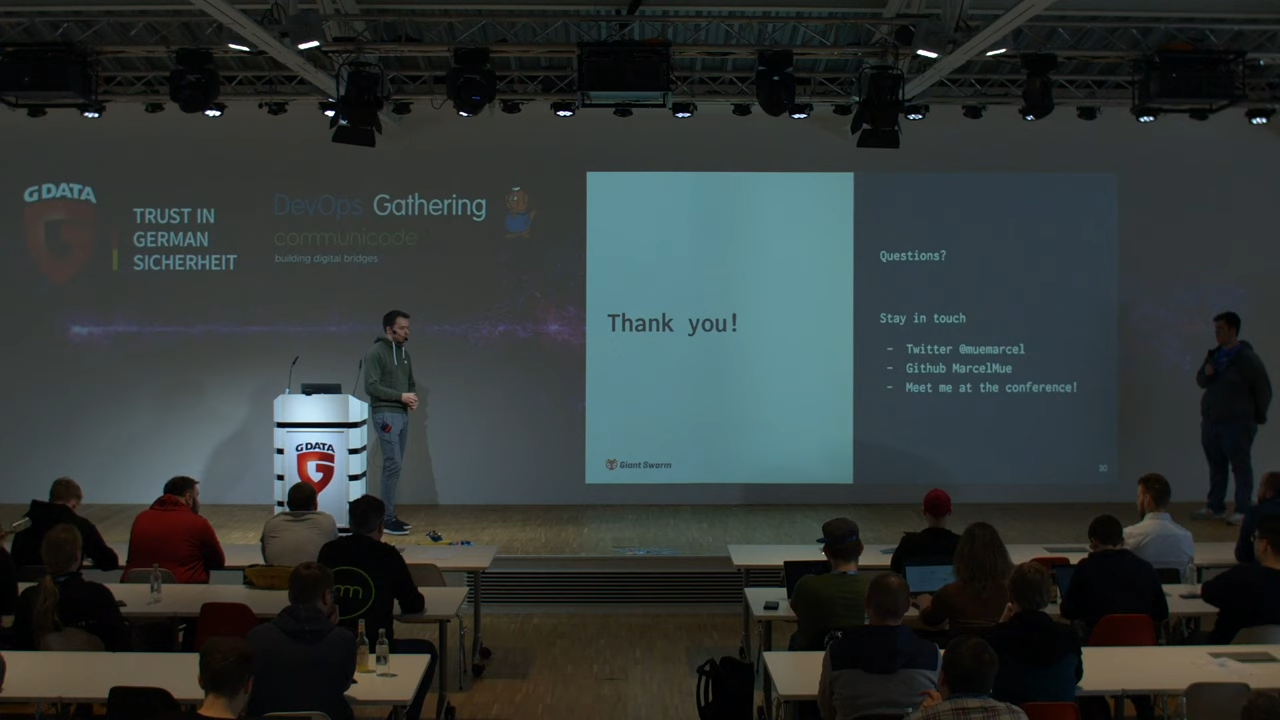 G DATA
TRUST IN
GERMAN
SICHERHEIT
DevOps Gathering
communicode
building digital bridges
Thank you!
Giant Swarm
Questions?
Stay in touch
- Twitter @muemarcel
- Github MarcelMue
- Meet me at the conference!
30
G DATA
m